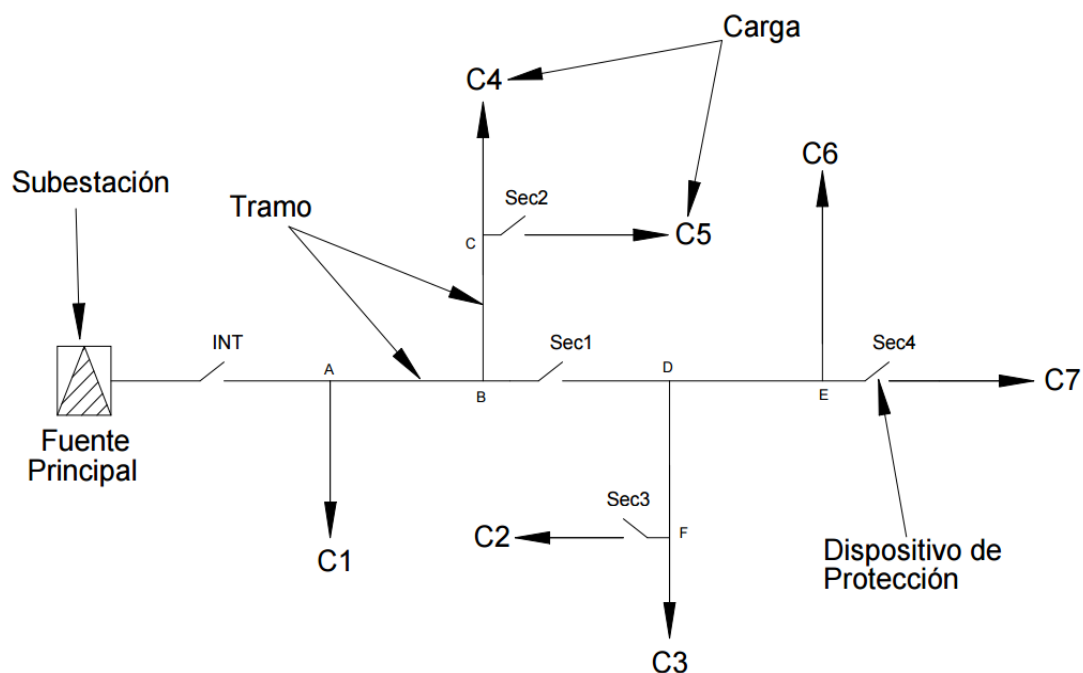 Carga
C4
C6
Subestación
Sec2
Tramo
C
C5
INT
Sec1
Sec4
A
D
B
E
C7
Fuente
Principal
Sec3
C2
F
C1
Dispositivo de
Protección
C3